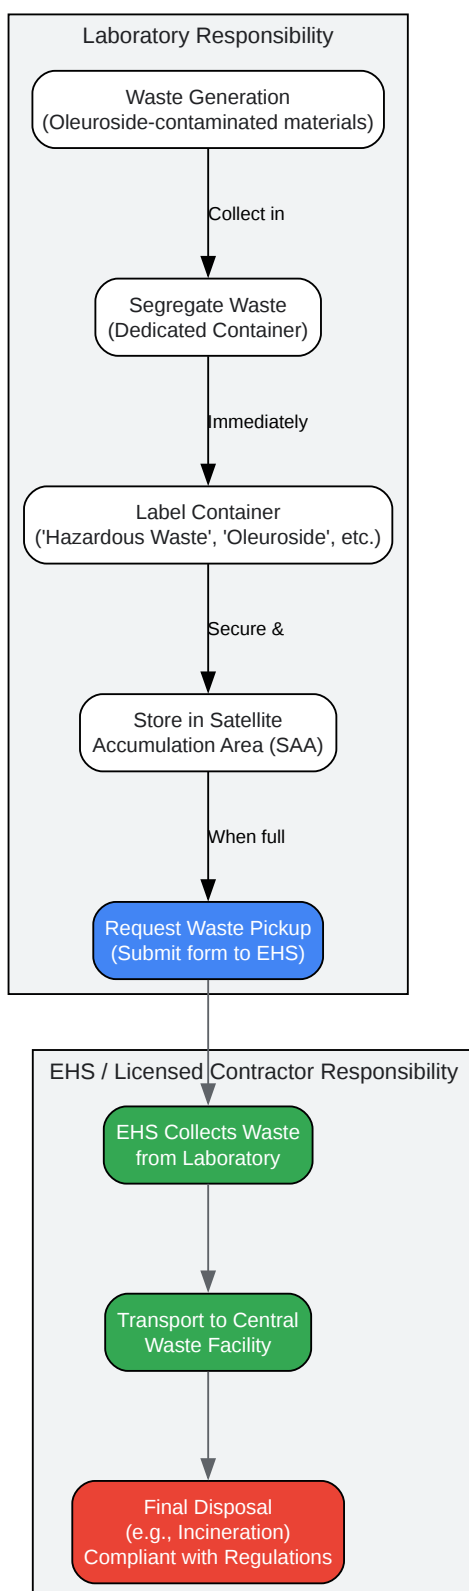 Laboratory Responsibility
Waste Generation
(Oleuroside-contaminated materials)
Collect in
Segregate Waste
(Dedicated Container)
Immediately
Label Container
('Hazardous Waste', 'Oleuroside', etc.)
Secure &
Store in Satellite
Accumulation Area (SAA)
When full
Request Waste Pickup
(Submit form to EHS)
EHS / Licensed Contractor Responsibility
EHS Collects Waste
from Laboratory
Transport to Central
Waste Facility
Final Disposal
(e.g., Incineration)
Compliant with Regulations